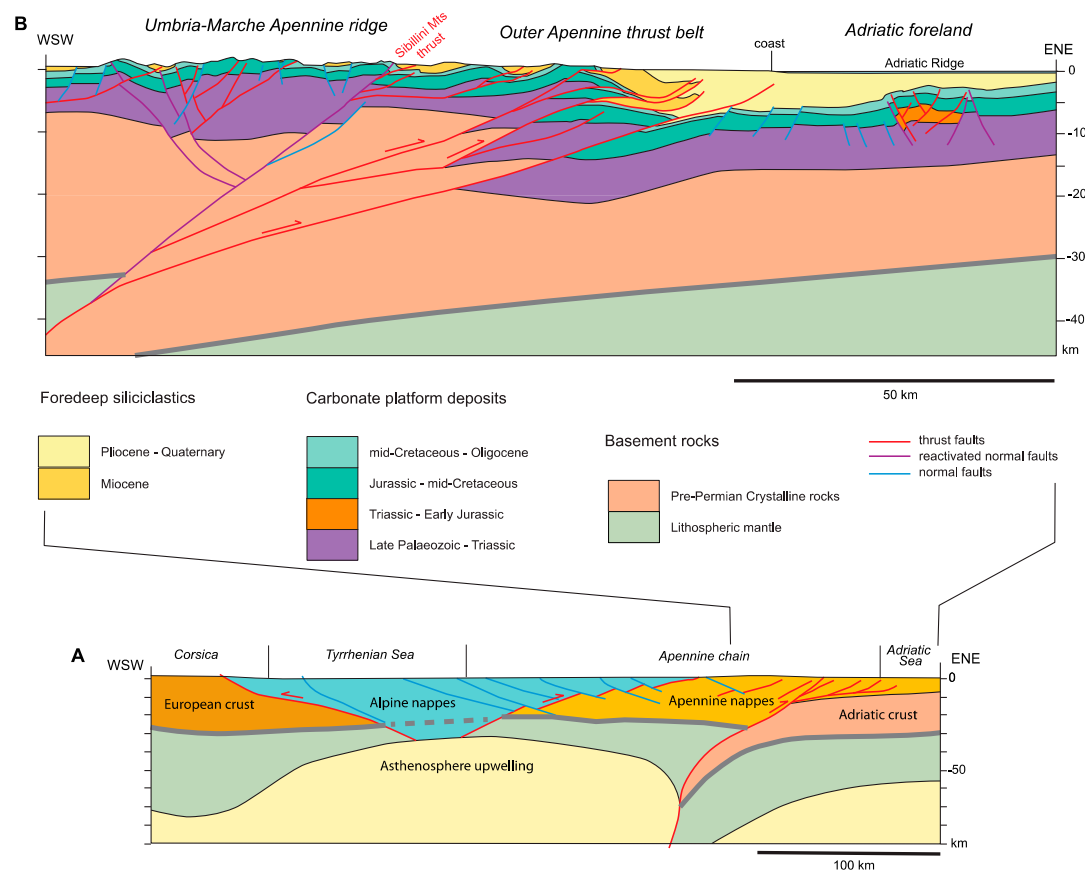 B
WSW
Umbria-Marche Apennine ridge
Sibillini Mts
thrust
Outer Apennine thrust belt
coast
Adriatic foreland
Adriatic Ridge
ENE
0
-10
-20
-30
-40
km
50 km
Foredeep siliciclastics
Pliocene - Quaternary
Miocene
Carbonate platform deposits
mid-Cretaceous - Oligocene
Jurassic - mid-Cretaceous
Triassic - Early Jurassic
Late Palaeozoic - Triassic
Basement rocks
Pre-Permian Crystalline rocks
Lithospheric mantle
thrust faults
reactivated normal faults
normal faults
A
WSW
Corsica
Tyrrhenian Sea
Apennine chain
Adriatic
Sea
ENE
European crust
Alpine nappes
Apennine nappes
Adriatic crust
Asthenosphere upwelling
0
-50
km
100 km